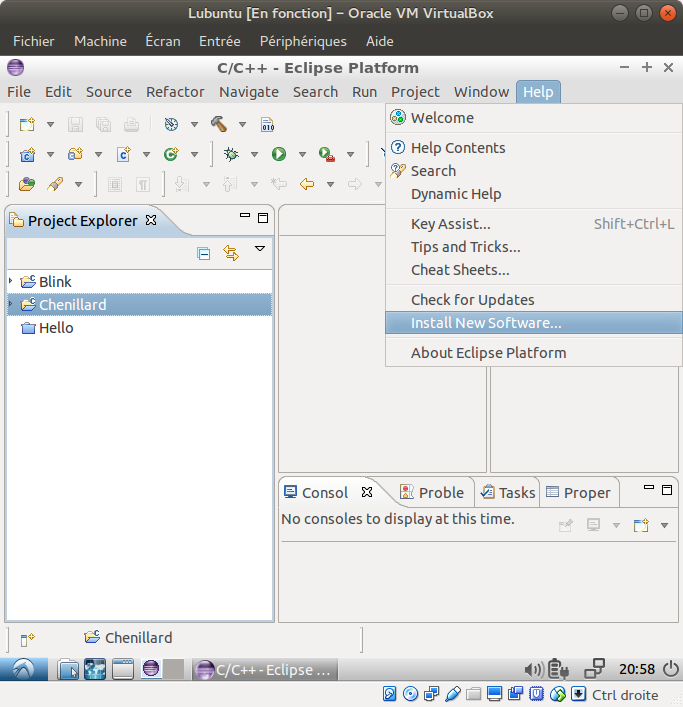 Lubuntu [En fonction] – Oracle VM VirtualBox
Fichier Machine Écran Entrée Périphériques Aide
C/C++ - Eclipse Platform
File Edit Source Refactor Navigate Search Run Project Window Help
Welcome
Help Contents
Search
Dynamic Help
Key Assist... Shift+Ctrl+L
Tips and Tricks...
Cheat Sheets...
Check for Updates
Install New Software...
About Eclipse Platform
010
Project Explorer
Blink
Chenillard
Hello
Consol Proble Tasks Proper
No consoles to display at this time.
Chenillard
C/C++ - Eclipse ... 20:58
Ctrl droite